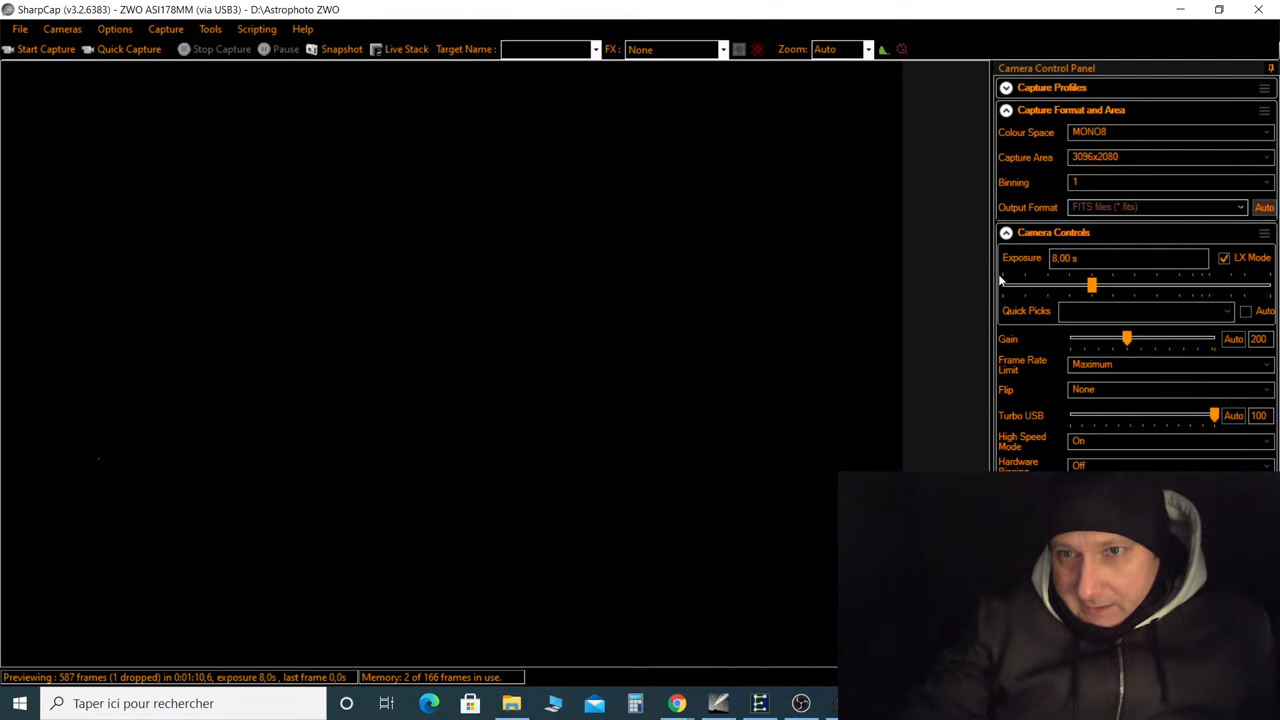 SharpCap (v3.2.6383) - ZWO ASI178MM (via USB3) - D:\Astrophoto ZWO
File Cameras Options Capture Tools Scripting Help
Start Capture Quick Capture Stop Capture Pause Snapshot Live Stack Target Name : FX : None Zoom: Auto
Camera Control Panel
Capture Profiles
Capture Format and Area
Colour Space MONO8
Capture Area 3096x2080
Binning 1
Output Format FITS files (*.fits) Auto
Camera Controls
Exposure 8,00 s LX Mode
Quick Picks Auto
Gain Auto 200
Frame Rate Limit Maximum
Flip None
Turbo USB Auto 100
High Speed Mode On
Hardware Off
Previewing : 587 frames (1 dropped) in 0:01:10,6, exposure 8,0s , last frame 0,0s Memory: 2 of 166 frames in use.
Taper ici pour rechercher